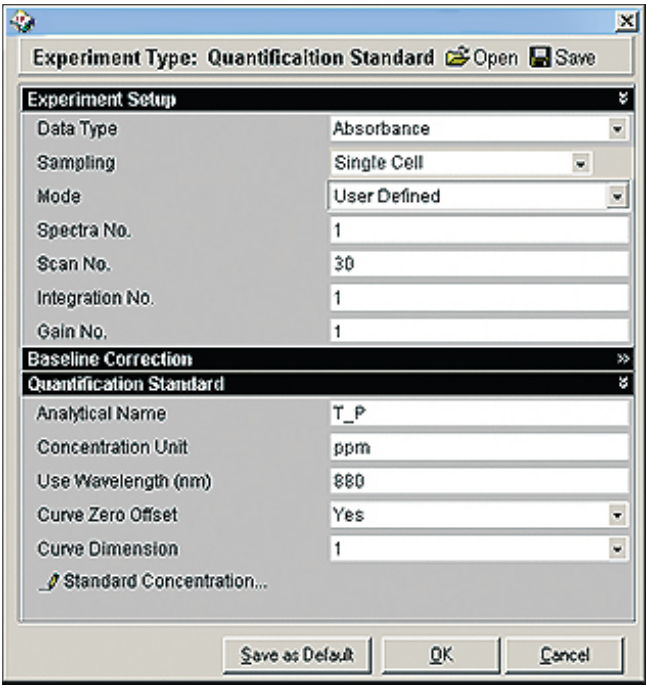 Experiment Type: Quantificaition Standard Open Save
Experiment Setup
Data Type Absorbance
Sampling Single Cell
Mode User Defined
Spectra No. 1
Scan No. 30
Integration No. 1
Gain No. 1
Baseline Correction
Quantification Standard
Analytical Name T_P
Concentration Unit ppm
Use Wavelength (nm) 880
Curve Zero Offset Yes
Curve Dimension 1
Standard Concentration...
Save as Default OK Cancel